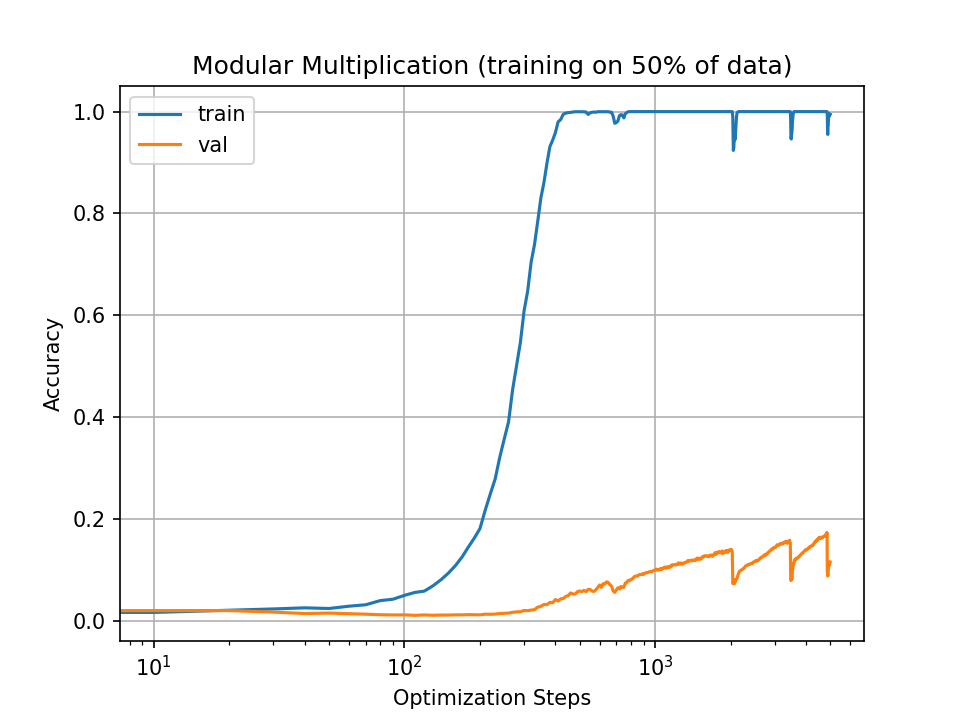 Modular Multiplication (training on 50% of data)
train
val
1.0
0.8
0.6
0.4
0.2
0.0
Accuracy
10¹ 10² 10³
Optimization Steps